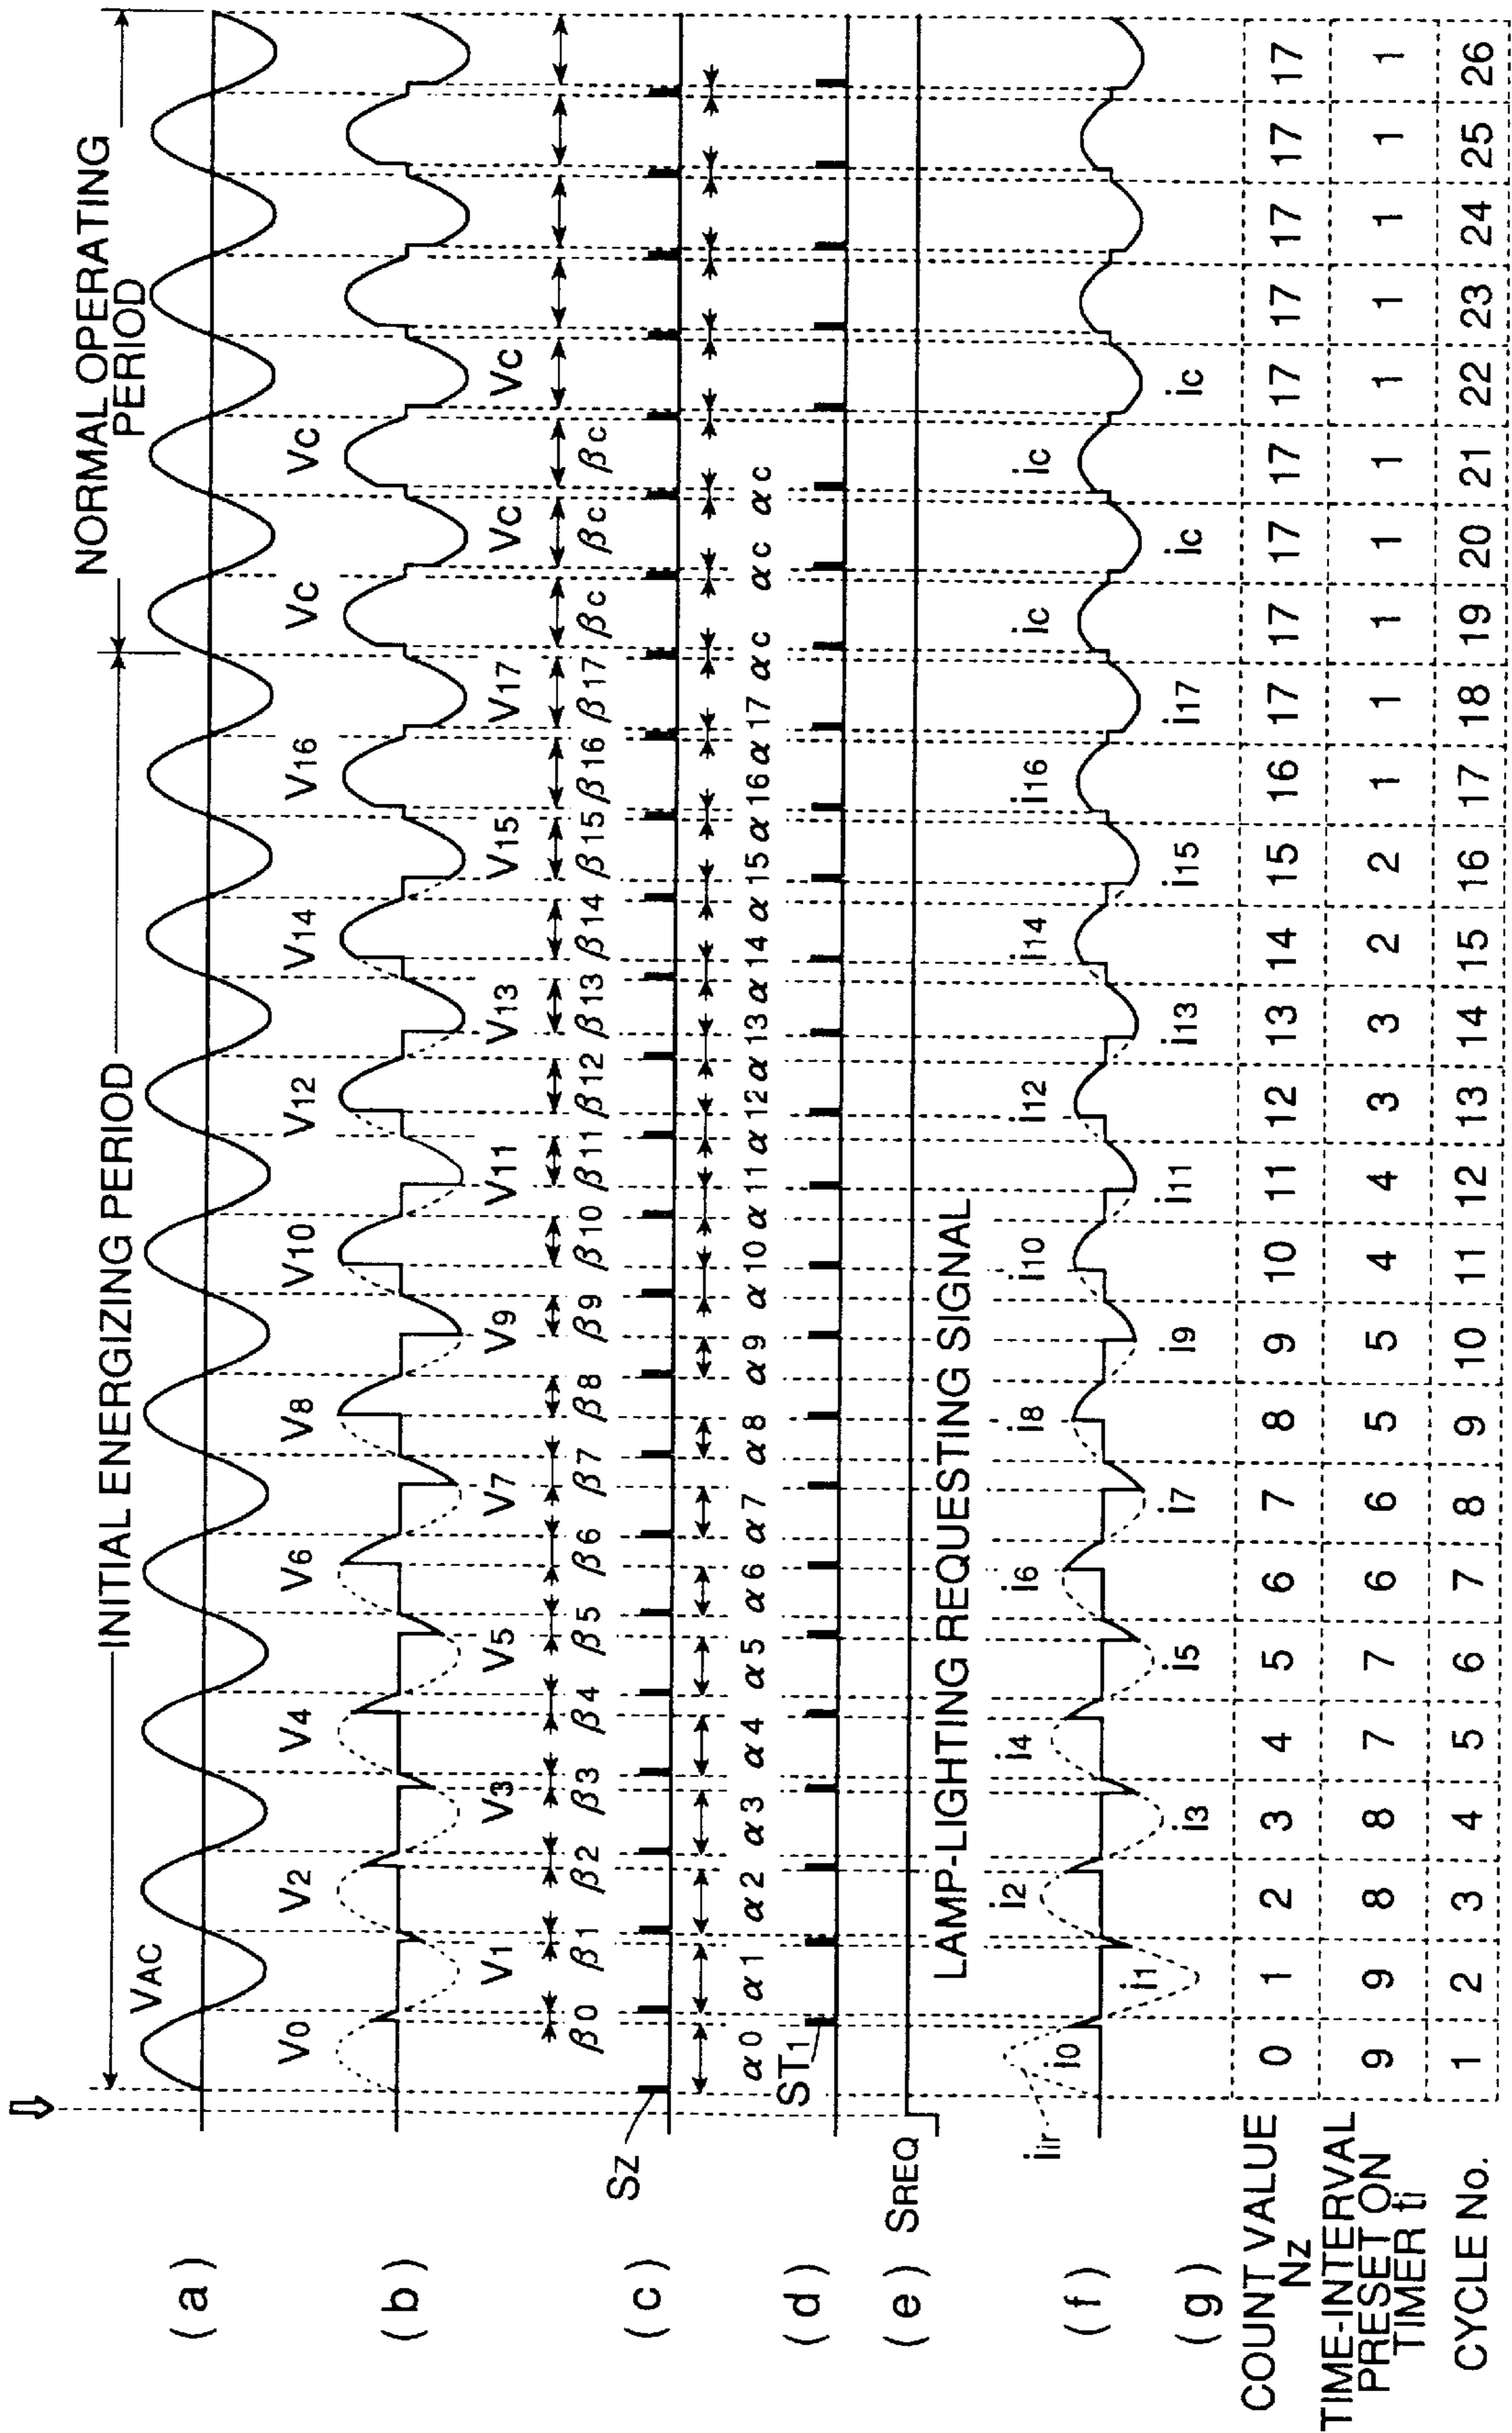 INITIAL ENERGIZING PERIOD
NORMAL OPERATING
PERIOD
(a)
VAC
(b)
V0 V2 V4 V6 V8 V10 V12 V14 V16 Vc Vc
V1 V3 V5 V7 V9 V11 V13 V15 V17 Vc Vc
β0 β1 β2 β3 β4 β5 β6 β7 β8 β9 β10 β11 β12 β13 β14 β15 β16 β17 βc βc βc
(c)
Sz
α0 α1 α2 α3 α4 α5 α6 α7 α8 α9 α10 α11 α12 α13 α14 α15 α16 α17 αc αc αc
(d)
ST1
(e) SREQ
LAMP-LIGHTING REQUESTING SIGNAL
(f)
iir
i0 i2 i4 i6 i8 i10 i12 i14 i16 ic ic
i1 i3 i5 i7 i9 i11 i13 i15 i17 ic ic
(g)
COUNT VALUE
Nz
0 1 2 3 4 5 6 7 8 9 10 11 12 13 14 15 16 17 17 17 17 17 17 17 17 17
TIME-INTERVAL
PRESET ON
TIMER ti
9 9 8 8 7 7 6 6 5 5 4 4 3 3 2 2 1 1 1 1 1 1 1 1 1 1
CYCLE No.
1 2 3 4 5 6 7 8 9 10 11 12 13 14 15 16 17 18 19 20 21 22 23 24 25 26